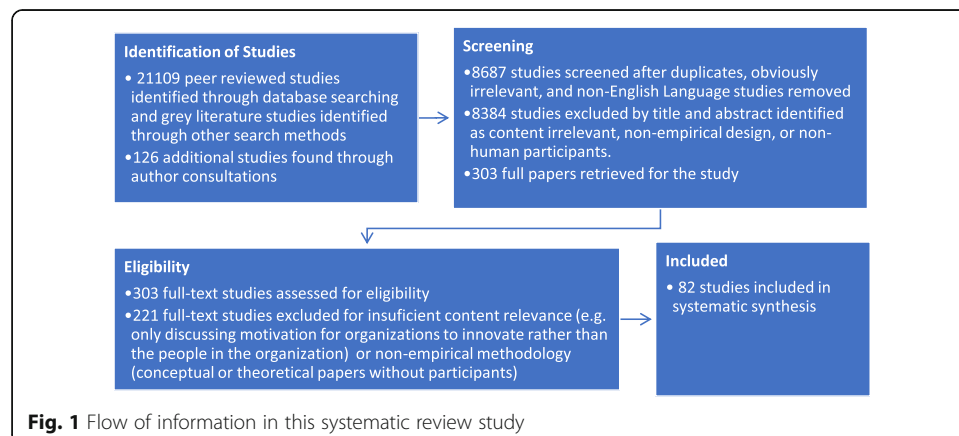 Identification of Studies
• 21109 peer reviewed studies
identified through database searching
and grey literature studies identified
through other search methods
• 126 additional studies found through
author consultations
Screening
•8687 studies screened after duplicates, obviously
irrelevant, and non-English Language studies removed
•8384 studies excluded by title and abstract identified
as content irrelevant, non-empirical design, or non-
human participants.
•303 full papers retrieved for the study
Eligibility
•303 full-text studies assessed for eligibility
•221 full-text studies excluded for insufficient content relevance (e.g.
only discussing motivation for organizations to innovate rather than
the people in the organization) or non-empirical methodology
(conceptual or theoretical papers without participants)
Included
• 82 studies included in
systematic synthesis
Fig. 1 Flow of information in this systematic review study